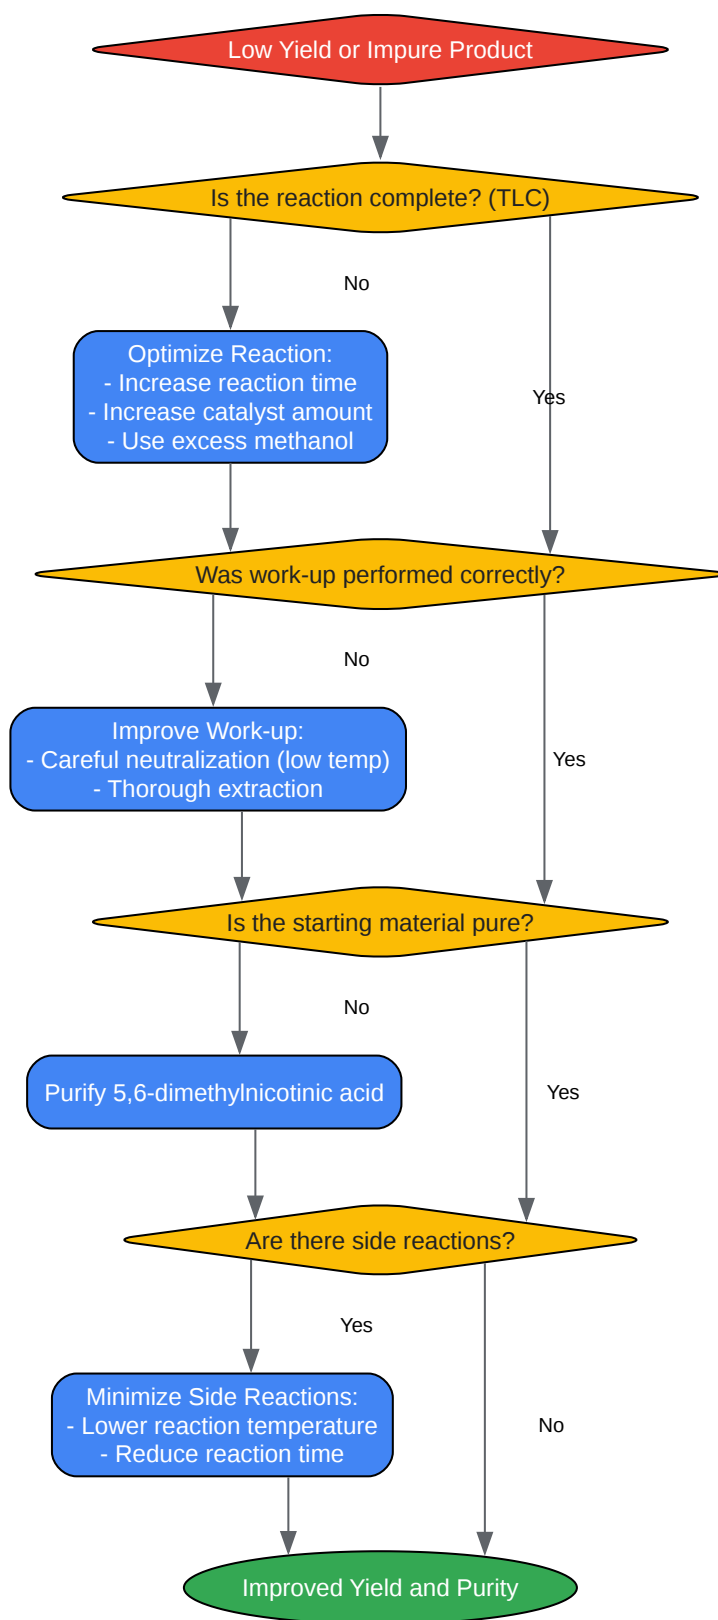 Low Yield or Impure Product
Is the reaction complete? (TLC)
No
Optimize Reaction:
- Increase reaction time
- Increase catalyst amount
- Use excess methanol
Yes
Was work-up performed correctly?
No
Improve Work-up:
- Careful neutralization (low temp)
- Thorough extraction
Yes
Is the starting material pure?
No
Purify 5,6-dimethylnicotinic acid
Yes
Are there side reactions?
Yes
Minimize Side Reactions:
- Lower reaction temperature
- Reduce reaction time
No
Improved Yield and Purity